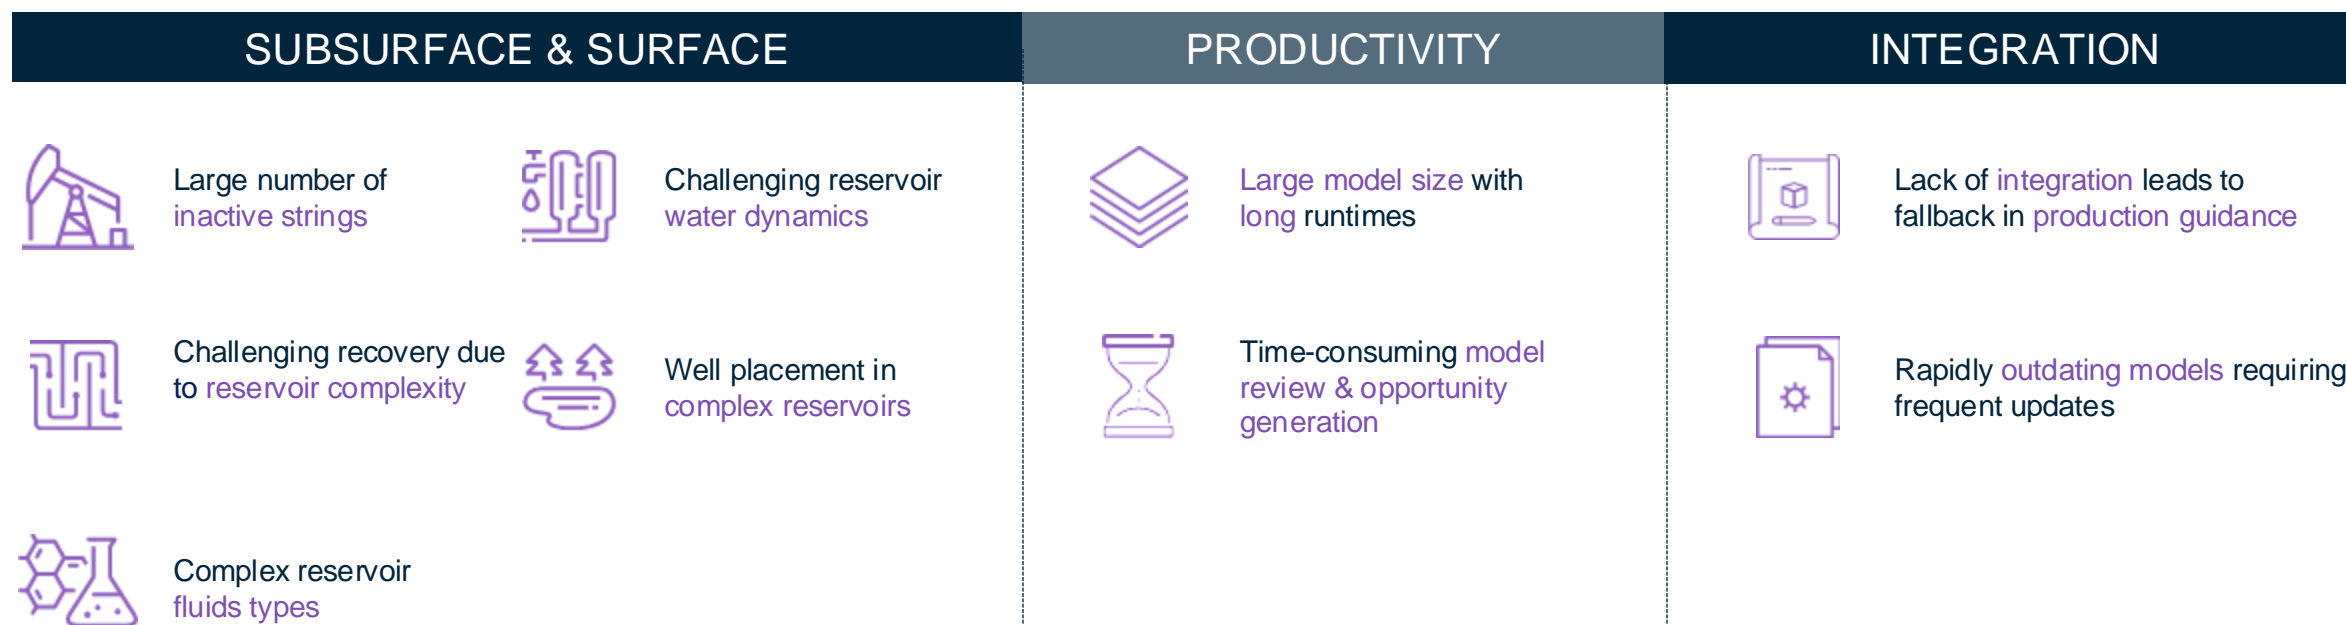 SUBSURFACE & SURFACE
Large number of
inactive strings
Challenging reservoir
water dynamics
Challenging recovery due
to reservoir complexity
Well placement in
complex reservoirs
Complex reservoir
fluids types
PRODUCTIVITY
Large model size with
long runtimes
Time-consuming model
review & opportunity
generation
INTEGRATION
Lack of integration leads to
fallback in production guidance
Rapidly outdating models requiring
frequent updates